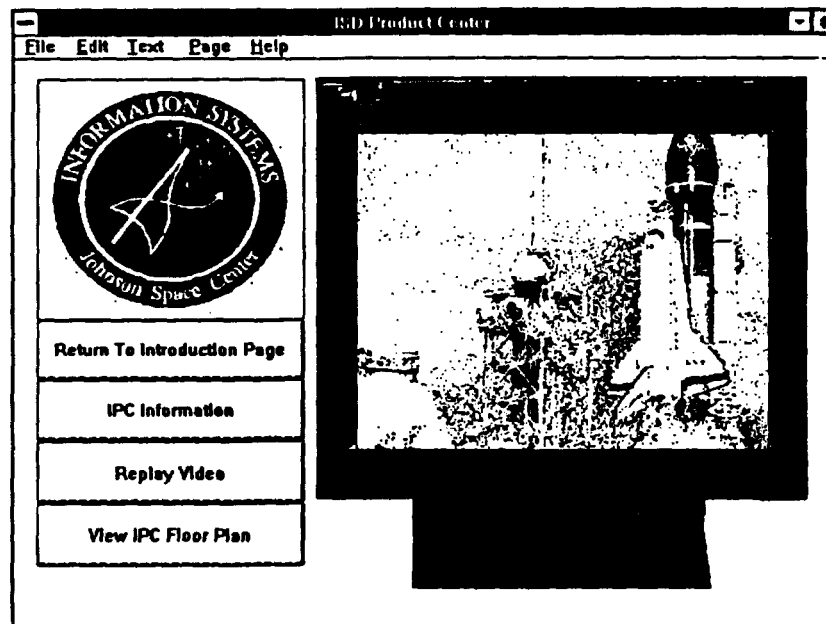 ISD Product Center
File Edit Text Page Help
INFORMATION SYSTEMS
Johnson Space Center
Return To Introduction Page
IPC Information
Replay Video
View IPC Floor Plan